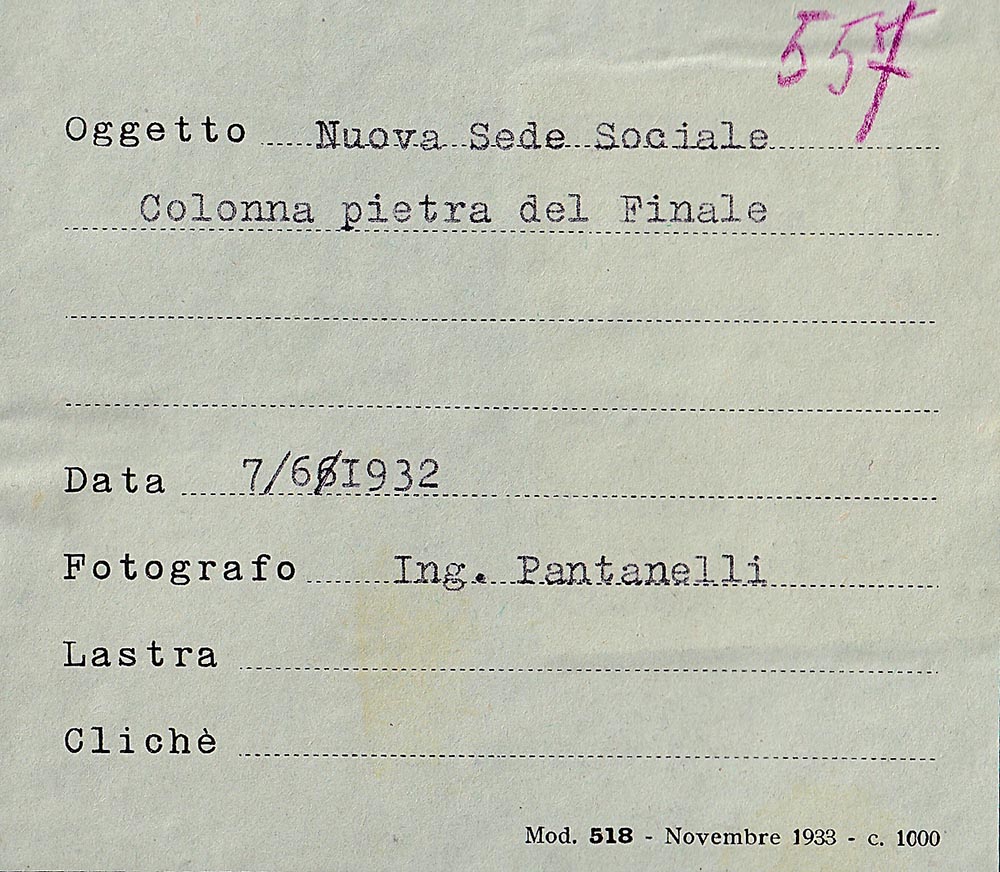 557
Oggetto Nuova Sede Sociale
Colonna pietra del Finale
Data 7/6/1932
Fotografo Ing. Pantanelli
Lastra
Clichè
Mod. 518 - Novembre 1933 - c. 1000